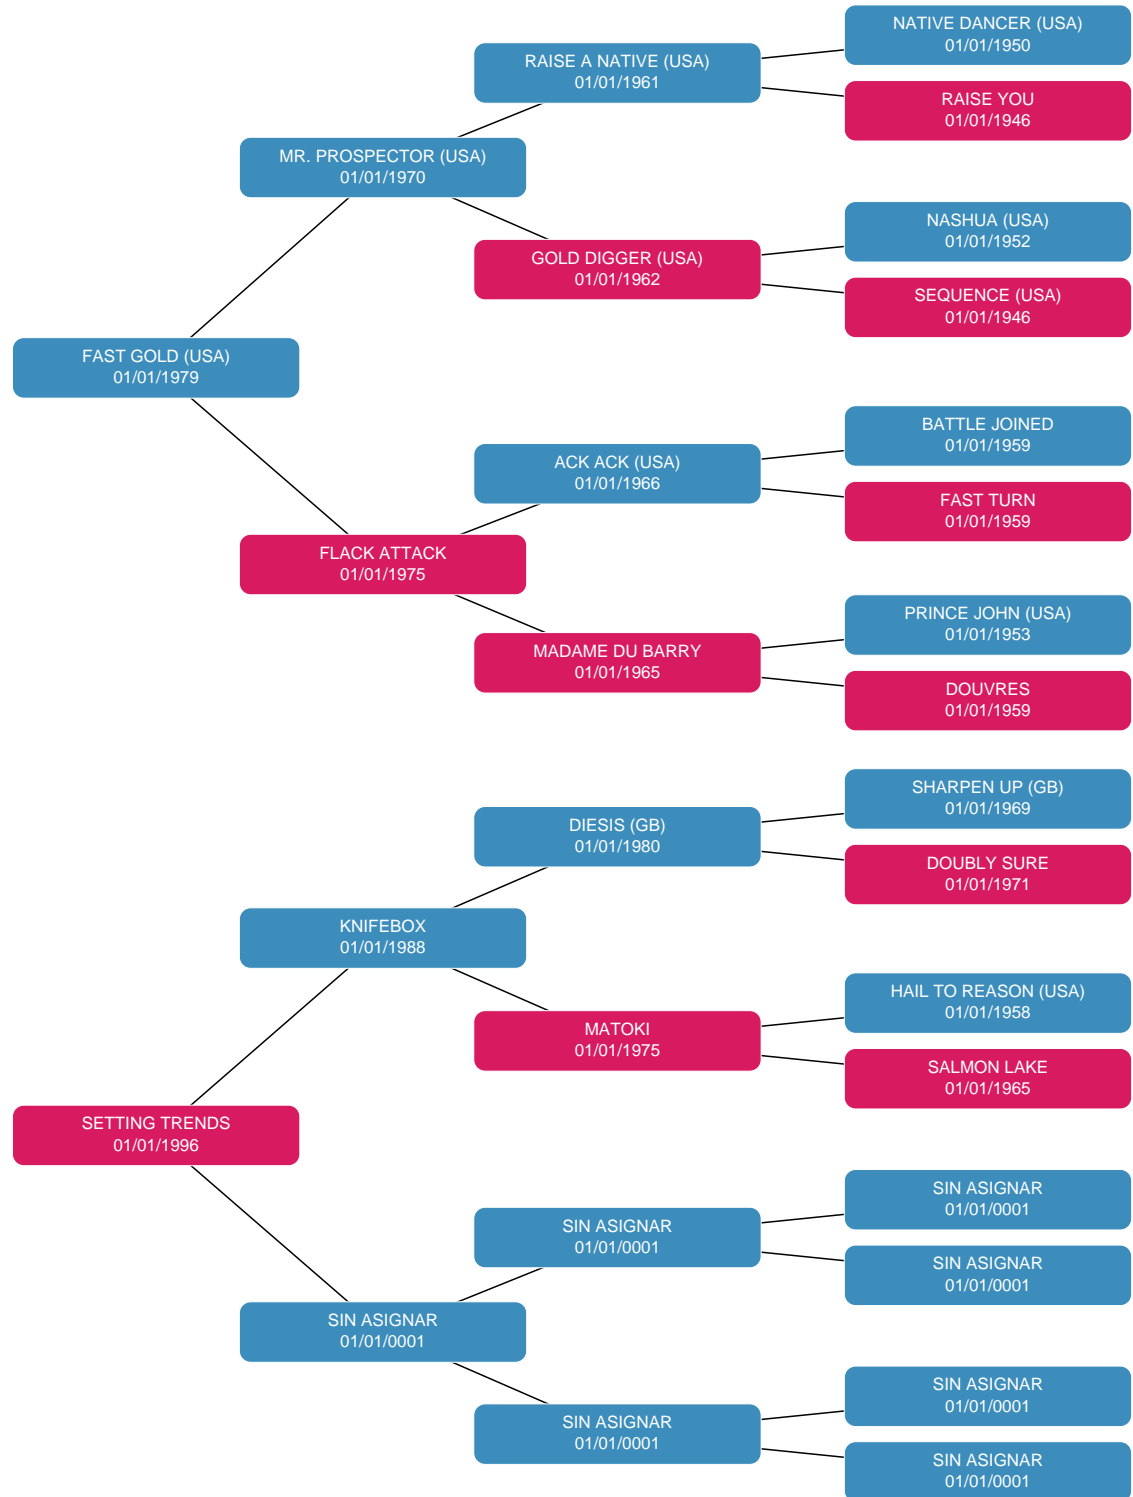 NATIVE DANCER (USA)
01/01/1950
RAISE A NATIVE (USA)
01/01/1961
RAISE YOU
01/01/1946
MR. PROSPECTOR (USA)
01/01/1970
NASHUA (USA)
01/01/1952
GOLD DIGGER (USA)
01/01/1962
SEQUENCE (USA)
01/01/1946
FAST GOLD (USA)
01/01/1979
BATTLE JOINED
01/01/1959
ACK ACK (USA)
01/01/1966
FAST TURN
01/01/1959
FLACK ATTACK
01/01/1975
PRINCE JOHN (USA)
01/01/1953
MADAME DU BARRY
01/01/1965
DOUVRES
01/01/1959
SHARPEN UP (GB)
01/01/1969
DIESIS (GB)
01/01/1980
DOUBLY SURE
01/01/1971
KNIFEBOX
01/01/1988
HAIL TO REASON (USA)
01/01/1958
MATOKI
01/01/1975
SALMON LAKE
01/01/1965
SETTING TRENDS
01/01/1996
SIN ASIGNAR
01/01/0001
SIN ASIGNAR
01/01/0001
SIN ASIGNAR
01/01/0001
SIN ASIGNAR
01/01/0001
SIN ASIGNAR
01/01/0001
SIN ASIGNAR
01/01/0001
SIN ASIGNAR
01/01/0001